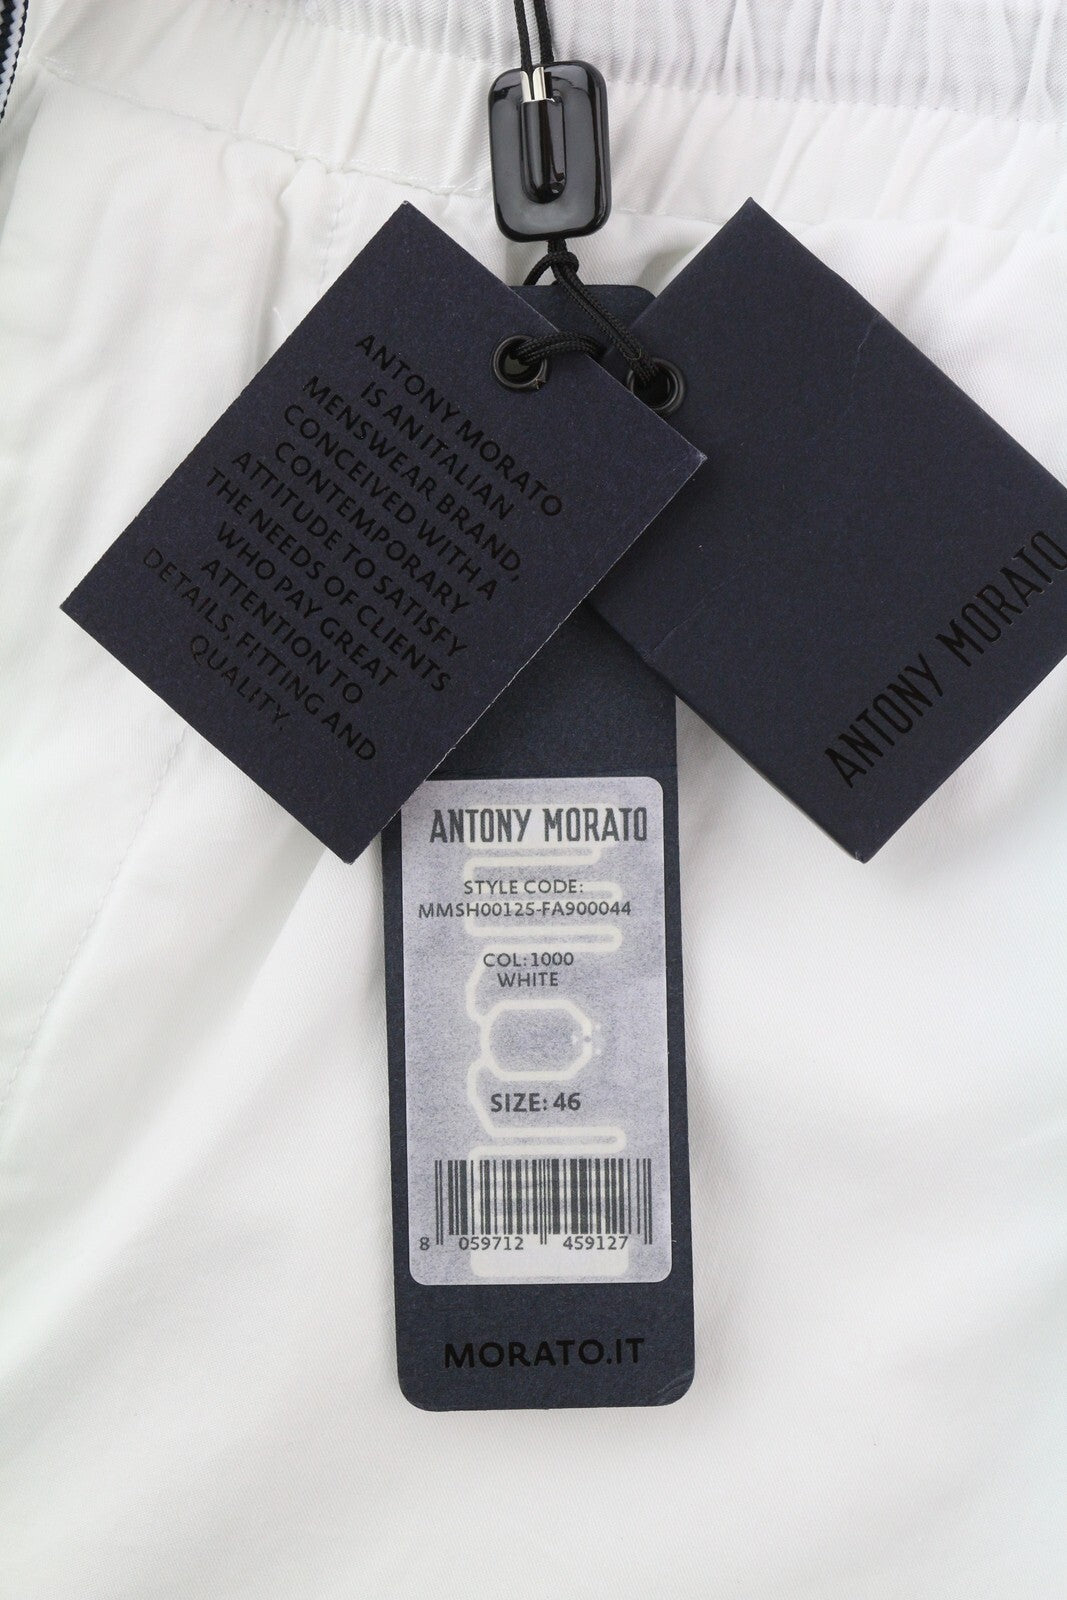 ANTONY MORATO
IS AN ITALIAN
MENSWEAR BRAND,
CONCEIVED WITH A
CONTEMPORARY
ATTITUDE TO SATISFY
THE NEEDS OF CLIENTS
WHO PAY GREAT
ATTENTION TO
DETAILS, FITTING AND
QUALITY.
ANTONY MORATO
ANTONY MORATO
STYLE CODE:
MMSH00125-FA900044
COL:1000
WHITE
SIZE: 46
8 059712 459127
MORATO.IT